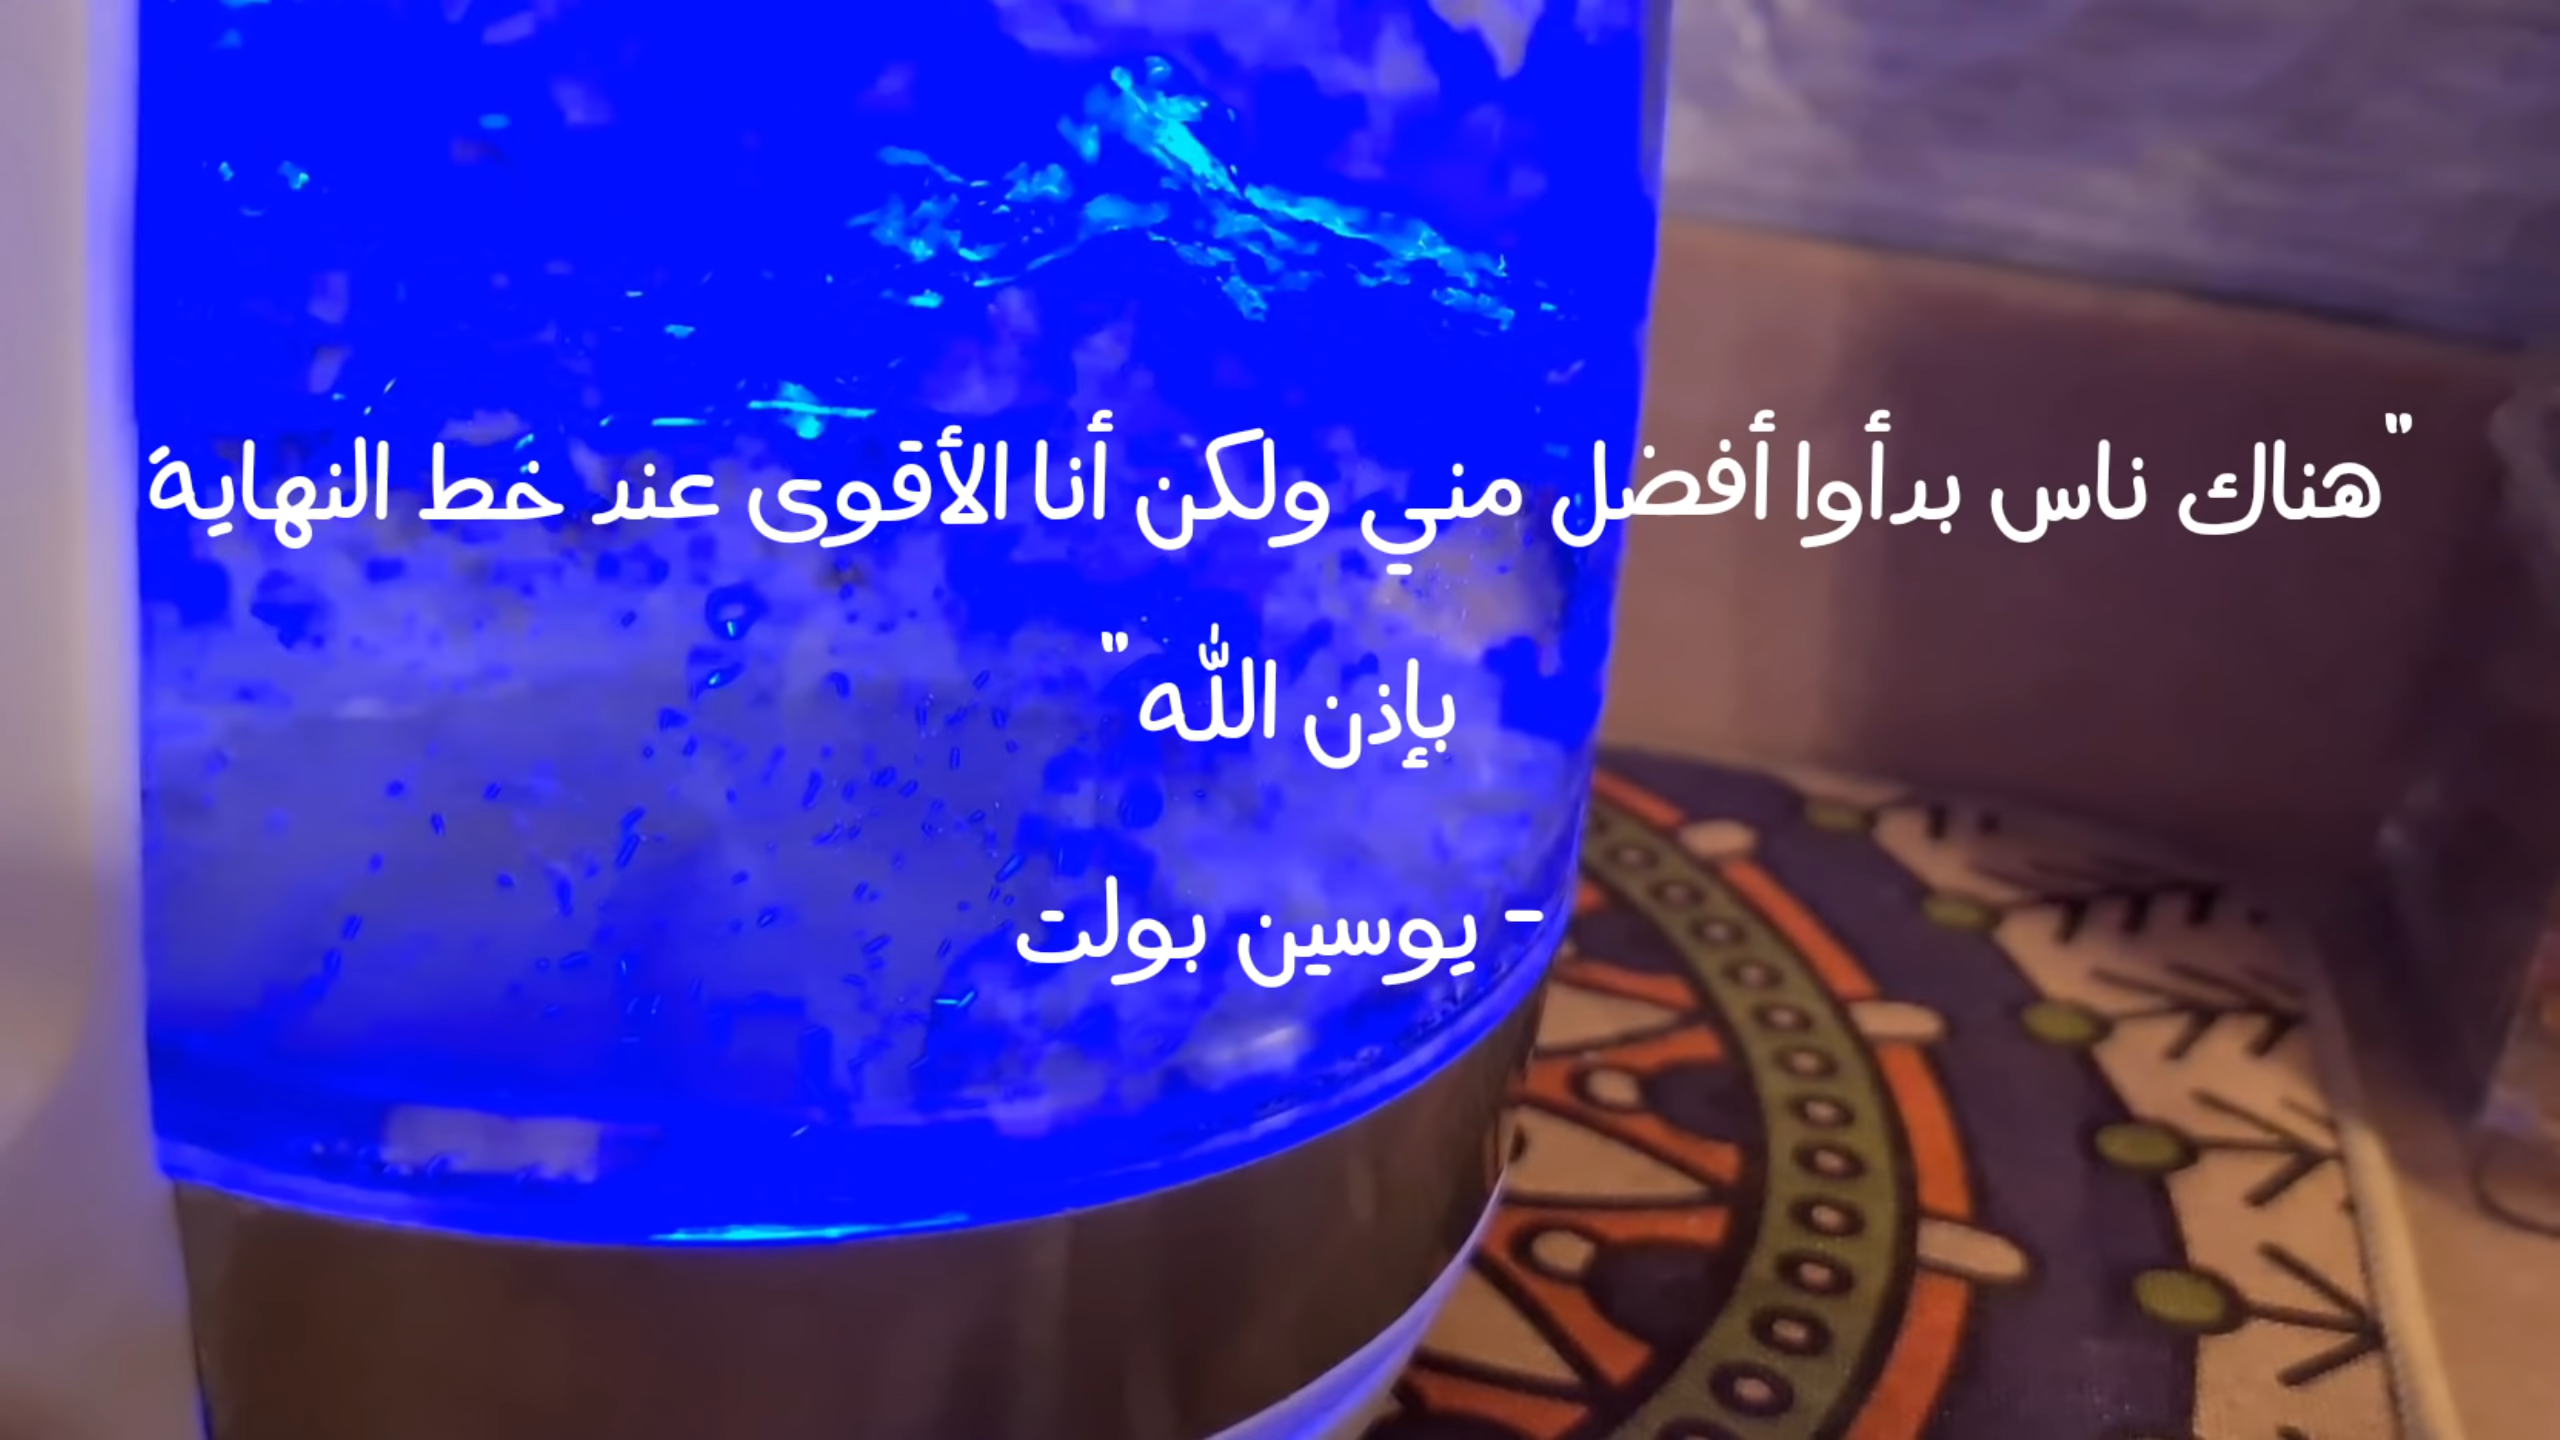 "هناك ناس بدأوا أفضل مني ولكن أنا الأقوى عند خط النهاية
بإذن الله"
- يوسين بولت